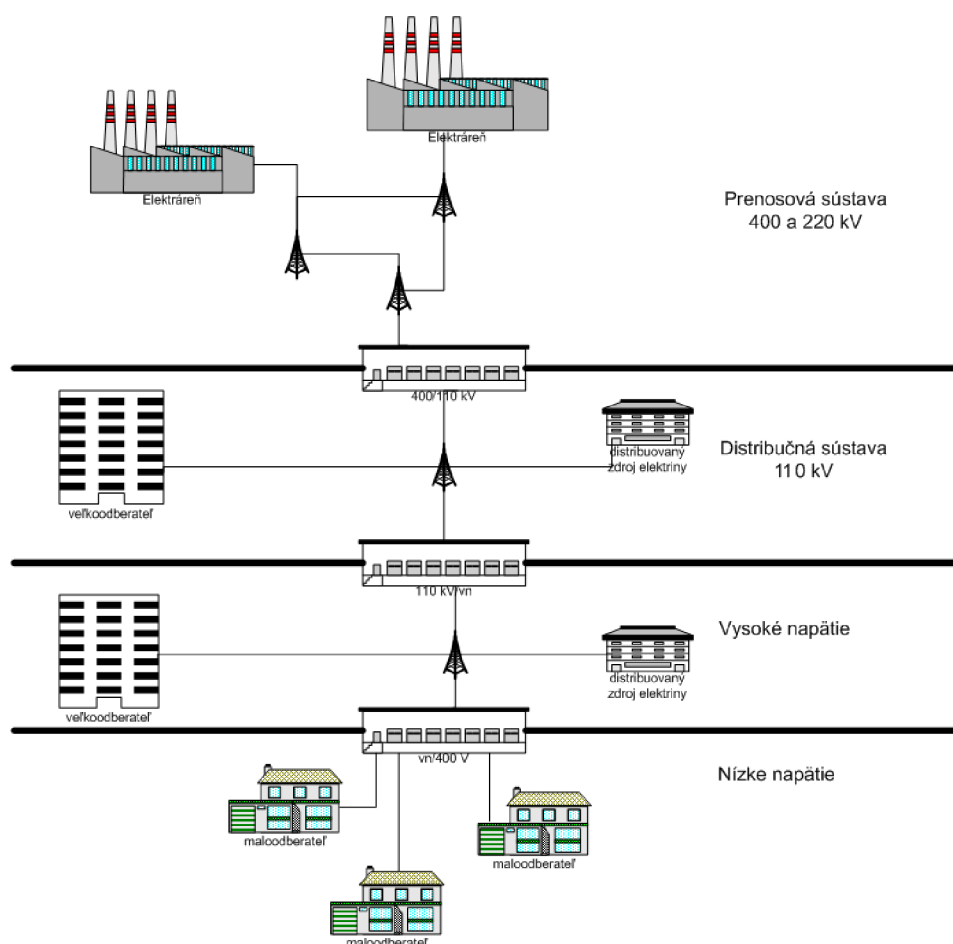 Elektráreň
Elektráreň
Prenosová sústava
400 a 220 kV
400/110 kV
veľkoodberateľ
distribuovaný
zdroj elektriny
Distribučná sústava
110 kV
110 kV/vn
veľkoodberateľ
distribuovaný
zdroj elektriny
Vysoké napätie
vn/400 V
Nízke napätie
maloodberateľ
maloodberateľ
maloodberateľ